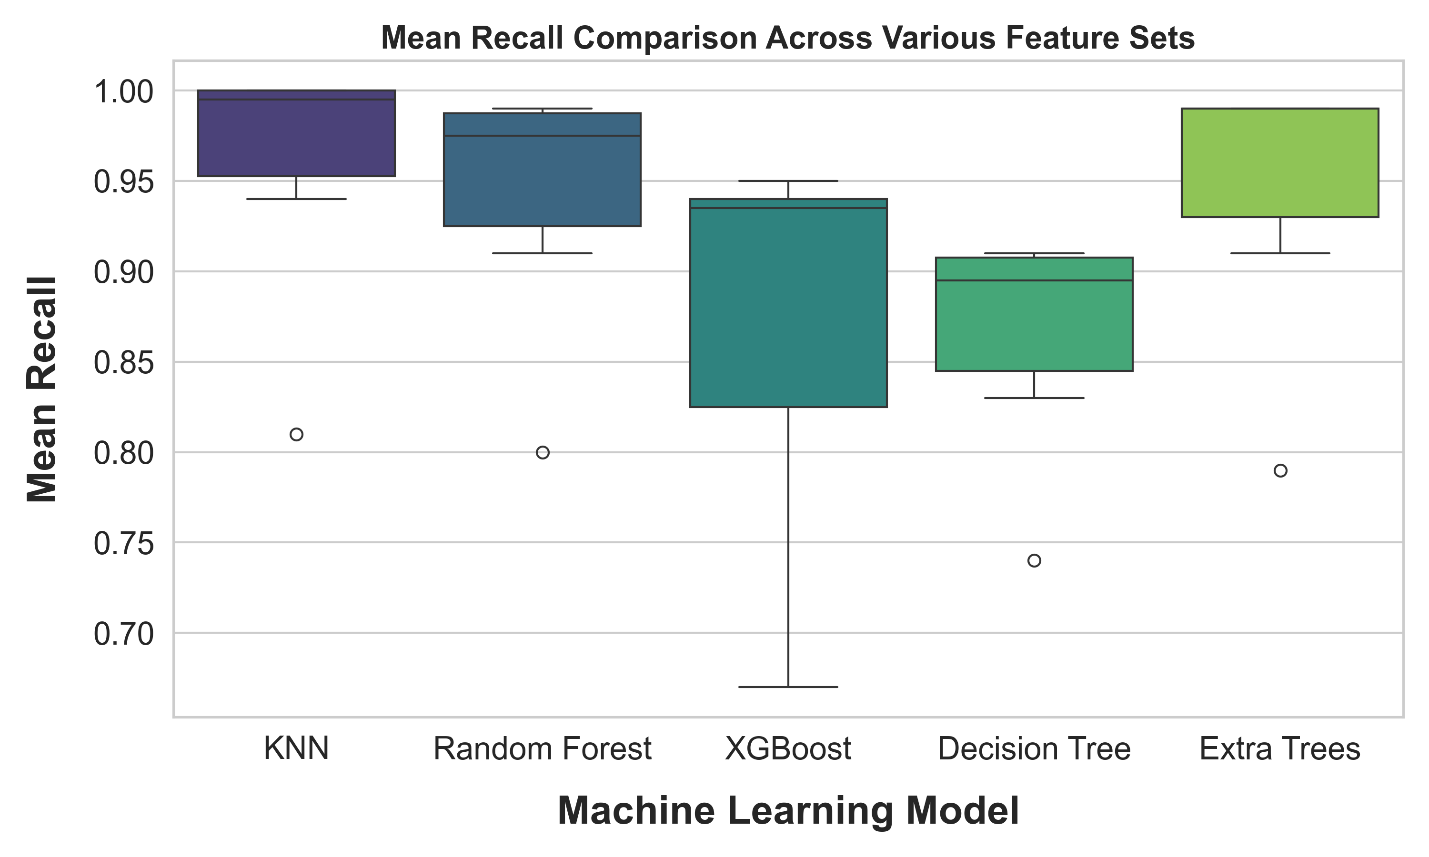 Mean Recall Comparison Across Various Feature Sets
Mean Recall
1.00
0.95
0.90
0.85
0.80
0.75
0.70
KNN Random Forest XGBoost Decision Tree Extra Trees
Machine Learning Model